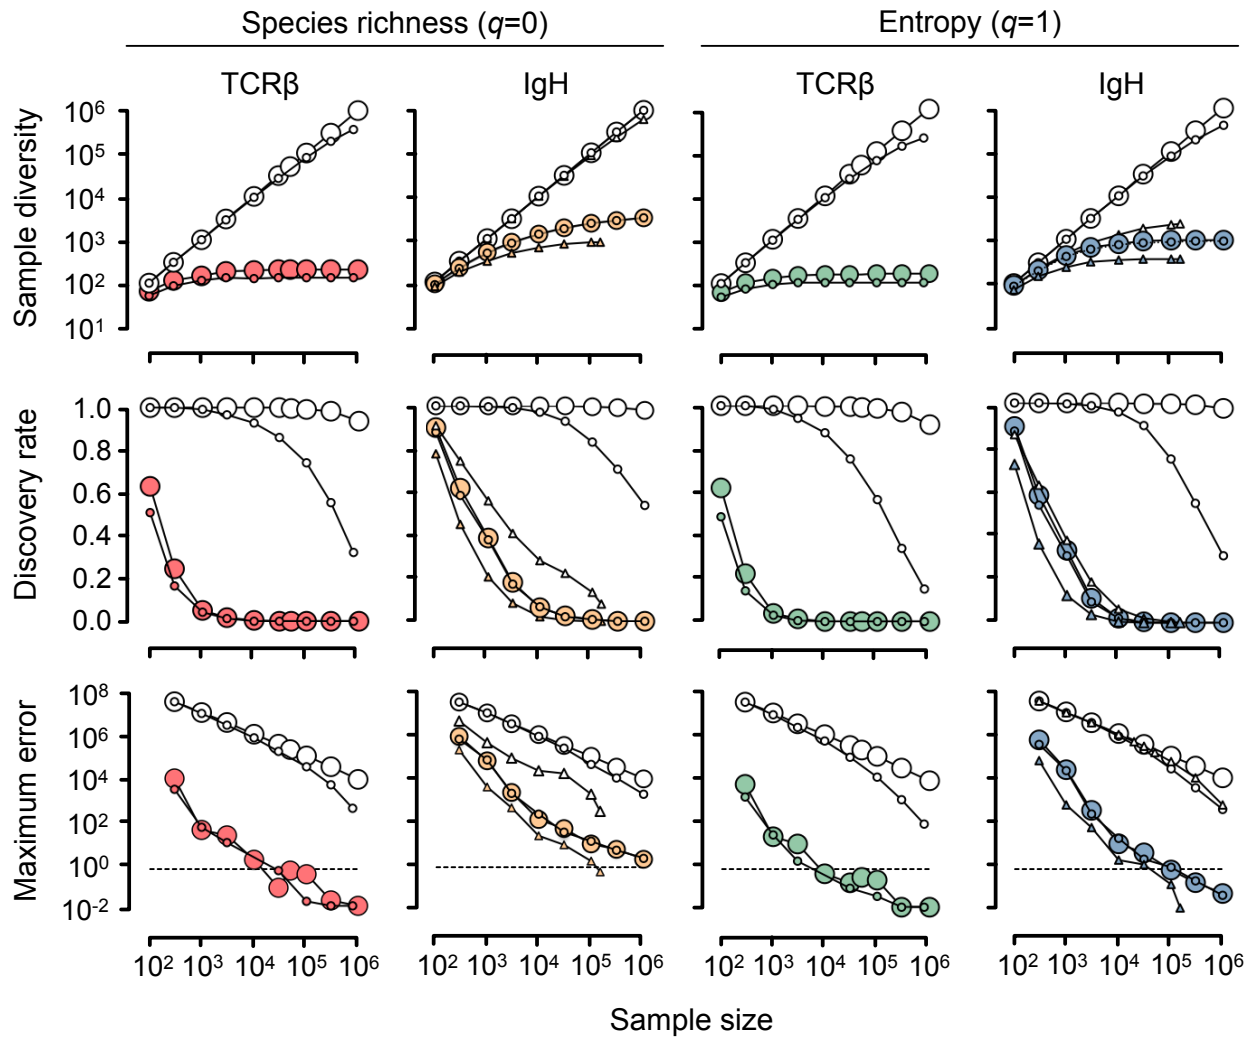 Species richness (q=0) Entropy (q=1)
TCRβ IgH TCRβ IgH
Sample diversity
10⁶
10⁵
10⁴
10³
10²
10¹
Discovery rate
1.0
0.8
0.6
0.4
0.2
0.0
Maximum error
10⁸
10⁶
10⁴
10²
10⁰
10⁻²
10² 10³ 10⁴ 10⁵ 10⁶ 10² 10³ 10⁴ 10⁵ 10⁶ 10² 10³ 10⁴ 10⁵ 10⁶ 10² 10³ 10⁴ 10⁵ 10⁶
Sample size